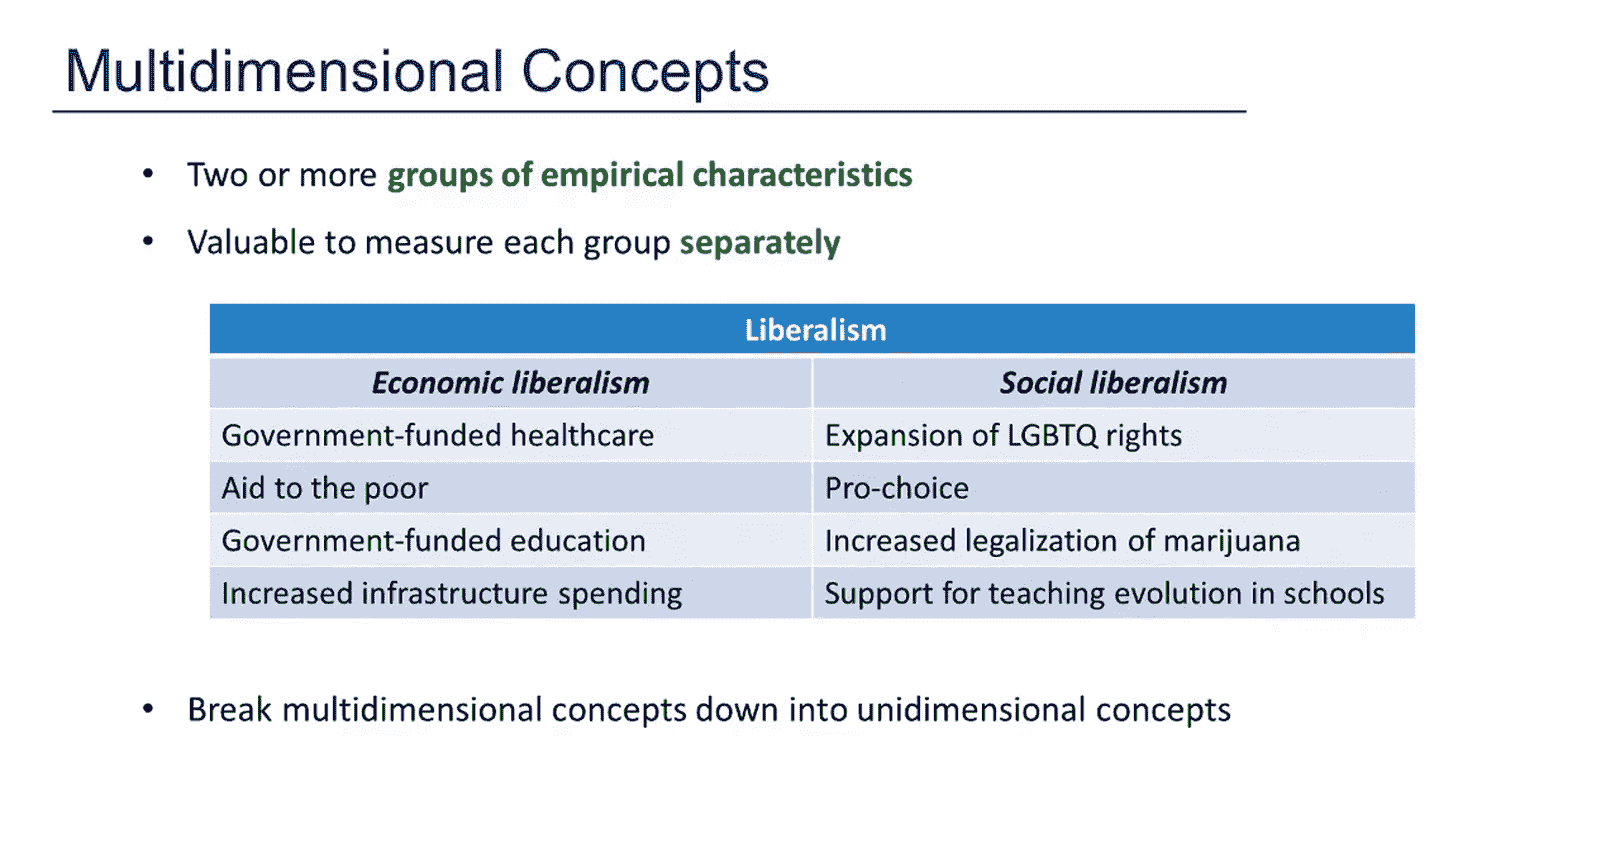 Multidimensional Concepts
• Two or more groups of empirical characteristics
• Valuable to measure each group separately
Liberalism
Economic liberalism Social liberalism
Government-funded healthcare Expansion of LGBTQ rights
Aid to the poor Pro-choice
Government-funded education Increased legalization of marijuana
Increased infrastructure spending Support for teaching evolution in schools
• Break multidimensional concepts down into unidimensional concepts